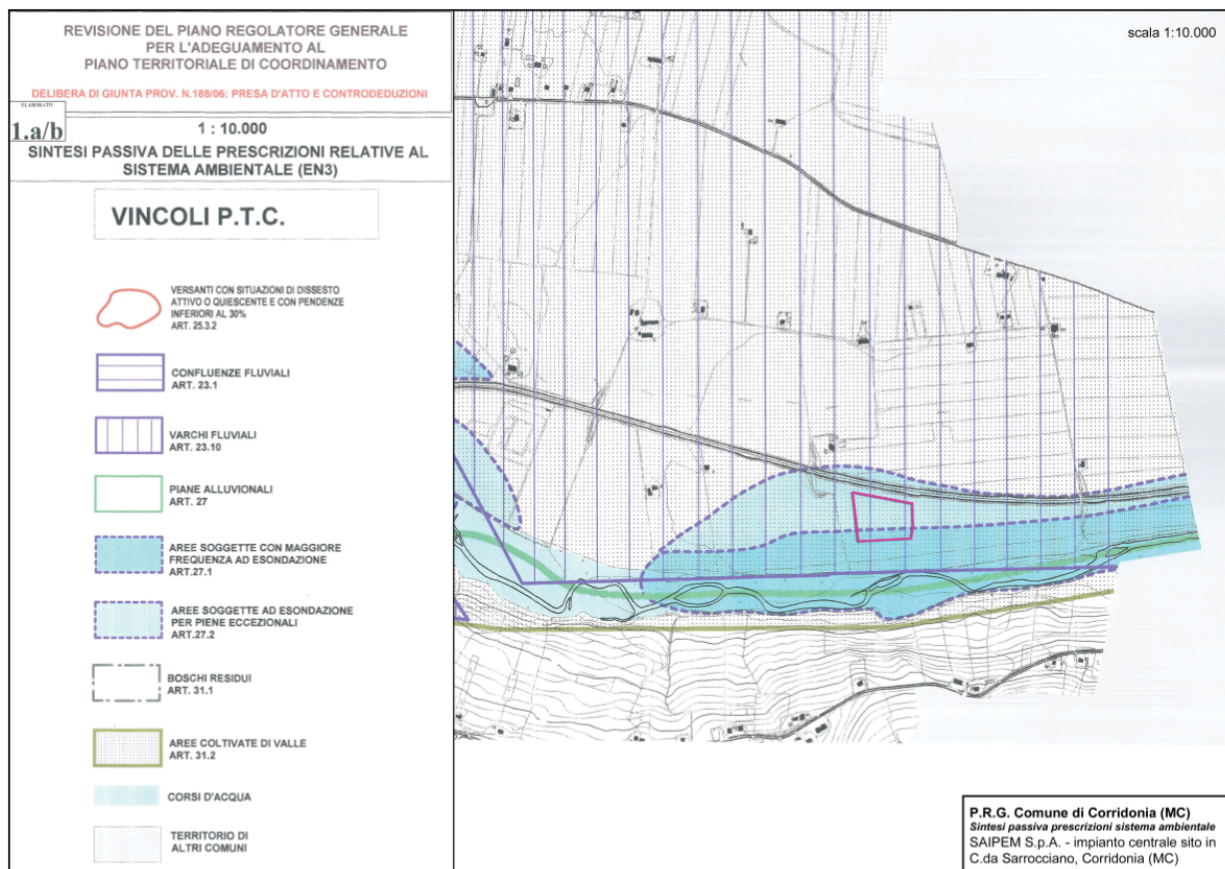 REVISIONE DEL PIANO REGOLATORE GENERALE
PER L'ADEGUAMENTO AL
PIANO TERRITORIALE DI COORDINAMENTO
DELIBERA DI GIUNTA PROV. N.188/06: PRESA D'ATTO E CONTRODEDUZIONI
ELABORATO
1.a/b
1 : 10.000
SINTESI PASSIVA DELLE PRESCRIZIONI RELATIVE AL
SISTEMA AMBIENTALE (EN3)
VINCOLI P.T.C.
VERSANTI CON SITUAZIONI DI DISSESTO
ATTIVO O QUIESCENTE E CON PENDENZE
INFERIORI AL 30%
ART. 25.3.2
CONFLUENZE FLUVIALI
ART. 23.1
VARCHI FLUVIALI
ART. 23.10
PIANE ALLUVIONALI
ART. 27
AREE SOGGETTE CON MAGGIORE
FREQUENZA AD ESONDAZIONE
ART.27.1
AREE SOGGETTE AD ESONDAZIONE
PER PIENE ECCEZIONALI
ART.27.2
BOSCHI RESIDUI
ART. 31.1
AREE COLTIVATE DI VALLE
ART. 31.2
CORSI D'ACQUA
TERRITORIO DI
ALTRI COMUNI
scala 1:10.000
P.R.G. Comune di Corridonia (MC)
Sintesi passiva prescrizioni sistema ambientale
SAIPEM S.p.A. - impianto centrale sito in
C.da Sarrocciano, Corridonia (MC)